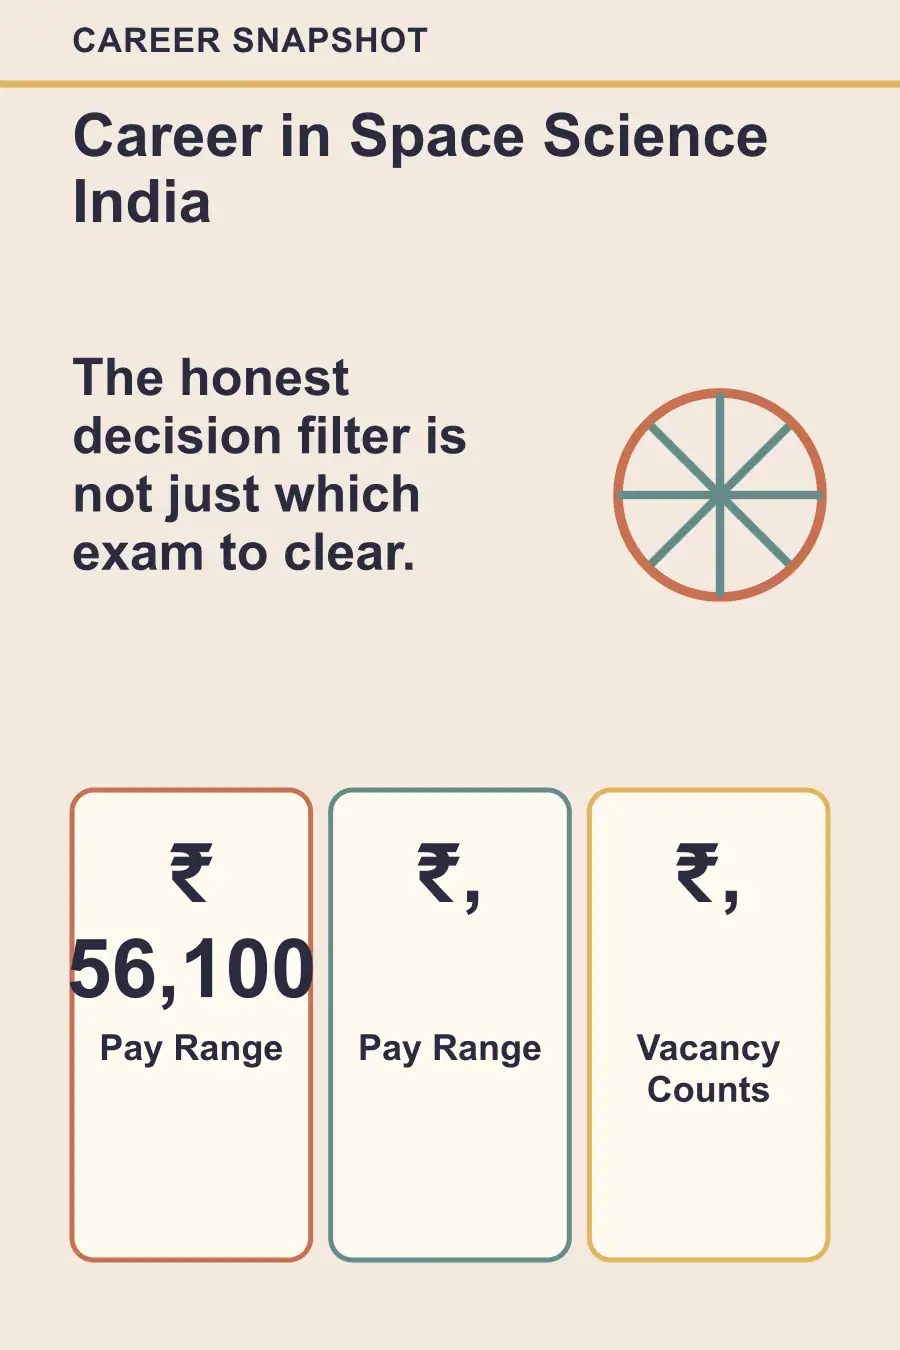 CAREER SNAPSHOT
Career in Space Science
India
The honest
decision filter is
not just which
exam to clear.
₹
56,100
Pay Range
₹,
Pay Range
₹,
Vacancy
Counts